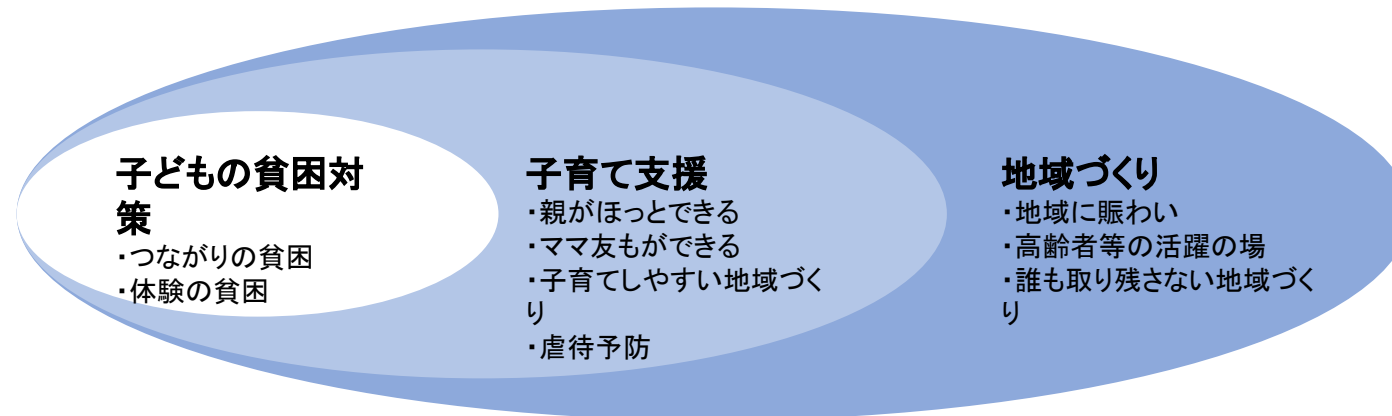 子どもの貧困対
策
・つながりの貧困
・体験の貧困
子育て支援
・親がほっとできる
・ママ友もができる
・子育てしやすい地域づく
り
・虐待予防
地域づくり
・地域に賑わい
・高齢者等の活躍の場
・誰も取り残さない地域づく
り